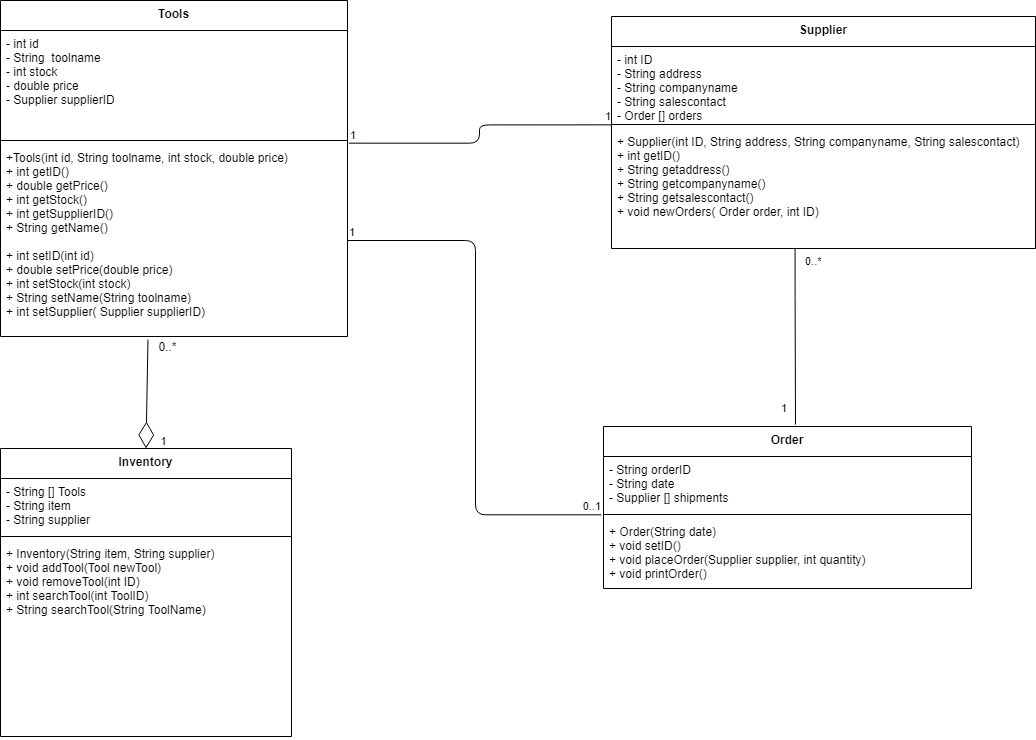 Tools
- int id
- String  toolname
- int stock
- double price
- Supplier supplierID
+Tools(int id, String toolname, int stock, double price)
+ int getID()
+ double getPrice()
+ int getStock()
+ int getSupplierID()
+ String getName()
+ int setID(int id)
+ double setPrice(double price)
+ int setStock(int stock)
+ String setName(String toolname)
+ int setSupplier( Supplier supplierID)
1
1
1
0..*
Supplier
- int ID
- String address
- String companyname
- String salescontact
- Order [] orders
+ Supplier(int ID, String address, String companyname, String salescontact)
+ int getID()
+ String getaddress()
+ String getcompanyname()
+ String getsalescontact()
+ void newOrders( Order order, int ID)
0..*
1
1
Inventory
- String [] Tools
- String item
- String supplier
+ Inventory(String item, String supplier)
+ void addTool(Tool newTool)
+ void removeTool(int ID)
+ int searchTool(int ToolID)
+ String searchTool(String ToolName)
0..1
Order
- String orderID
- String date
- Supplier [] shipments
+ Order(String date)
+ void setID()
+ void placeOrder(Supplier supplier, int quantity)
+ void printOrder()